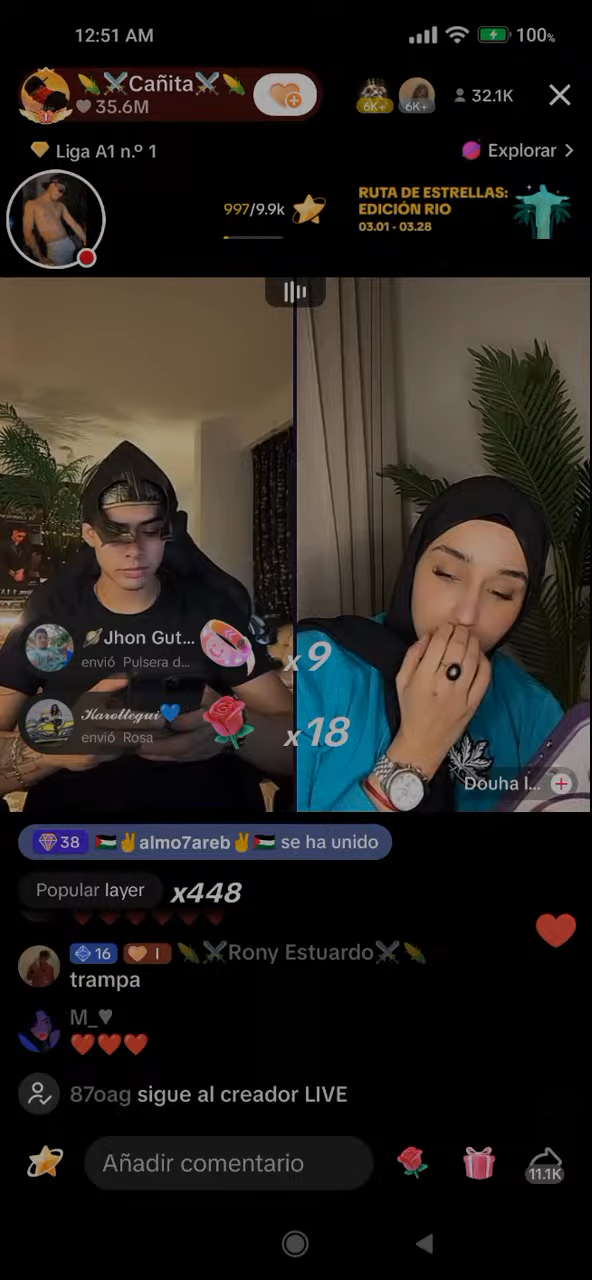 12:51 AM
100%
🌽⚔️Cañita⚔️🌽
35.6M
6K+
6K+
32.1K
Liga A1 n.º 1
Explorar
997/9.9k
RUTA DE ESTRELLAS:
EDICIÓN RIO
03.01 - 03.28
🪐Jhon Gut...
envió Pulsera d...
x9
𝒦𝒶𝓇𝑜𝓁𝓁𝑒𝑔𝓊𝒾💙
envió Rosa
x18
Douha l...
38 🇵🇸✌️almo7areb✌️🇵🇸 se ha unido
Popular layer
x448
16 I 🌽⚔️Rony Estuardo⚔️🌽
trampa
M_♥
❤️❤️❤️
87oag sigue al creador LIVE
Añadir comentario
11.1K